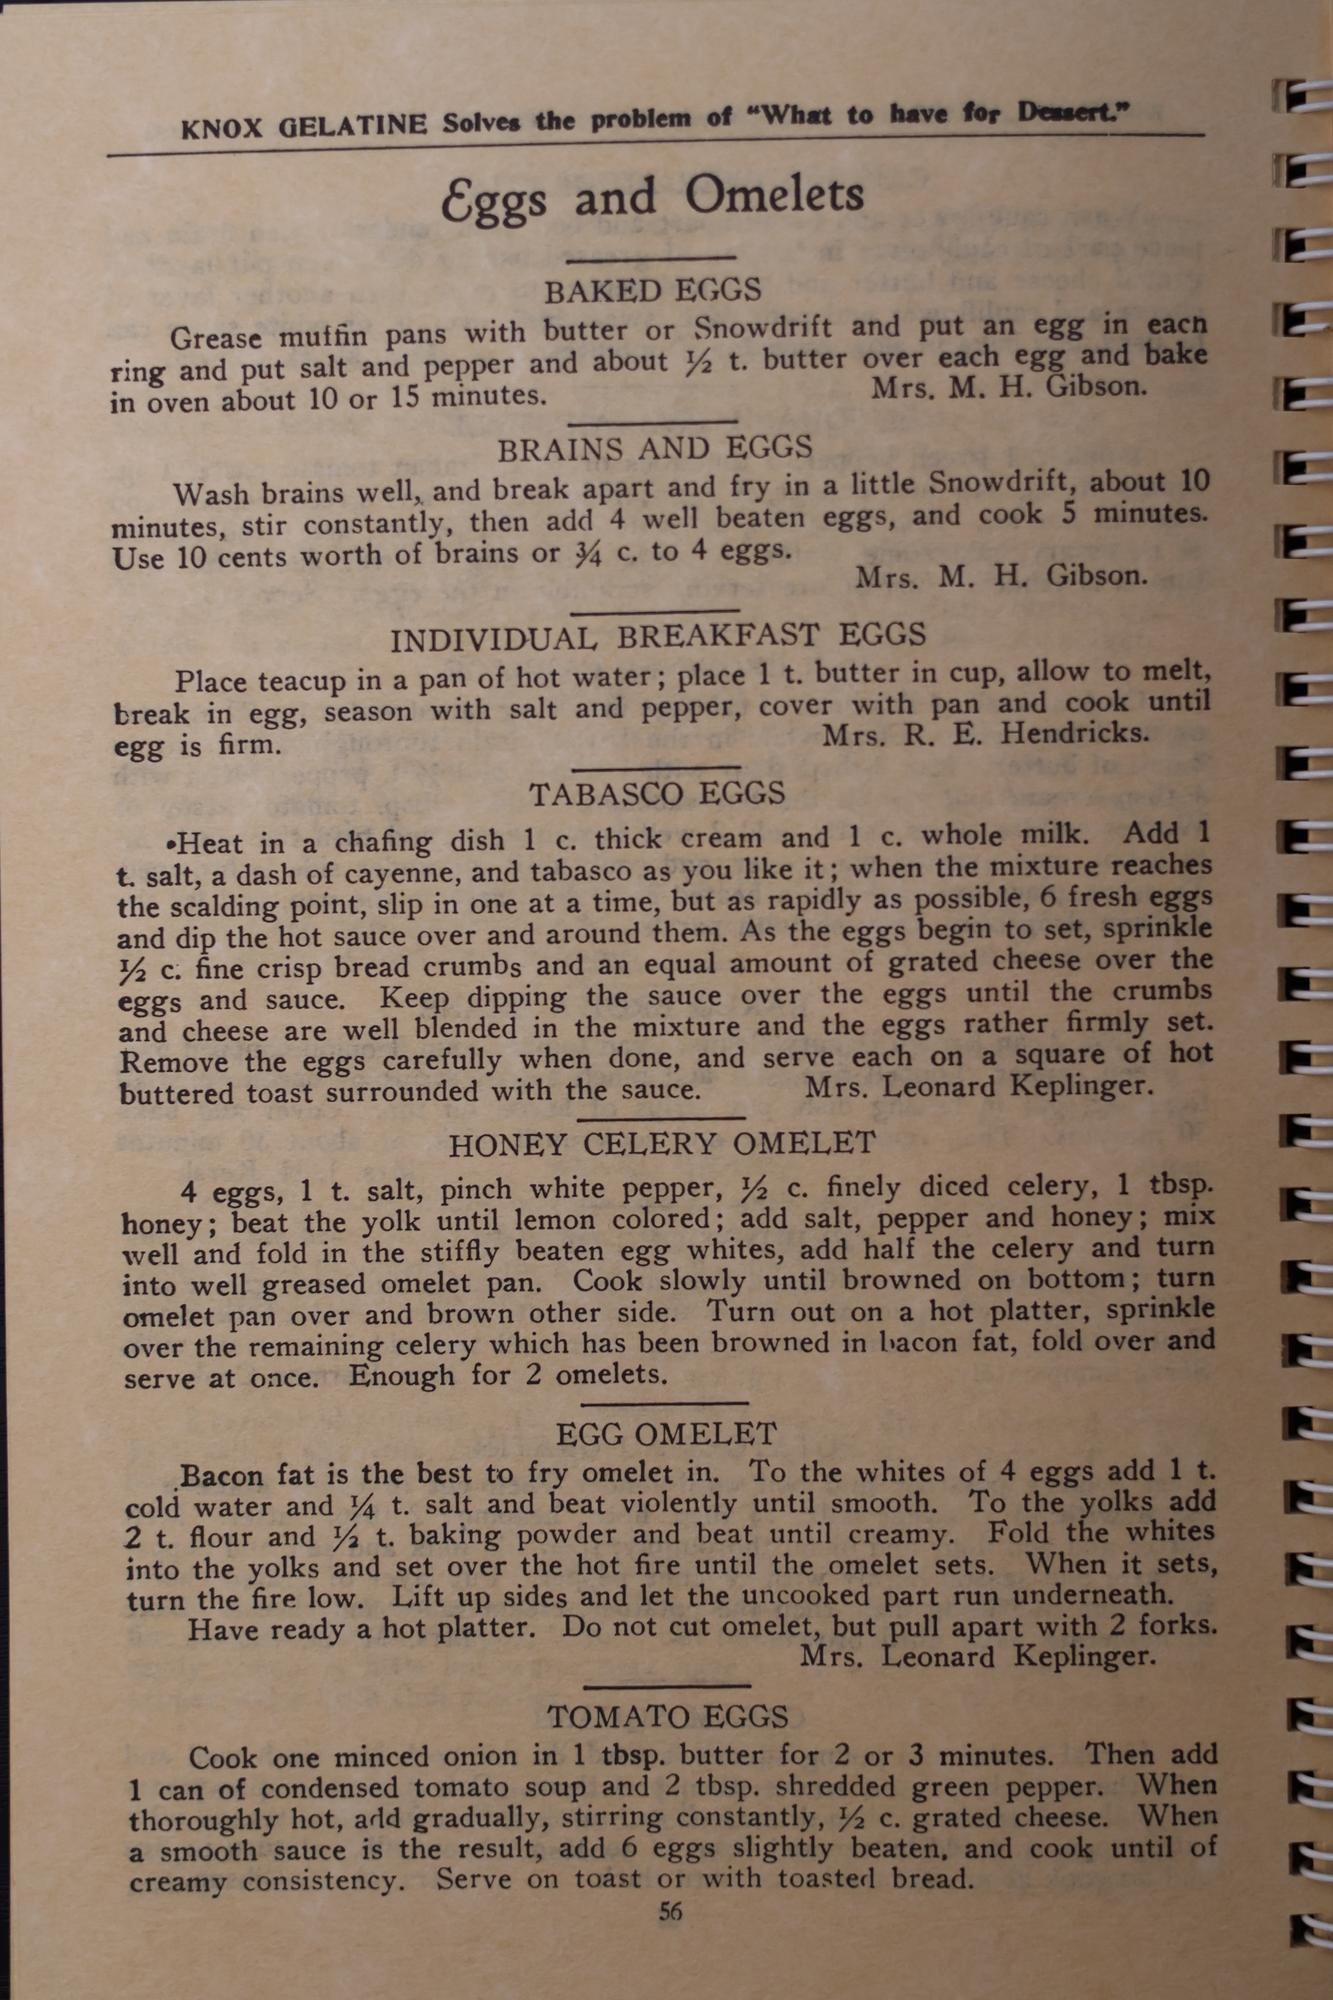 KNOX GELATINE Solves the problem of "What to have for Dessert."
Eggs and Omelets
BAKED EGGS
Grease muffin pans with butter or Snowdrift and put an egg in each
ring and put salt and pepper and about ½ t. butter over each egg and bake
in oven about 10 or 15 minutes. Mrs. M. H. Gibson.
BRAINS AND EGGS
Wash brains well, and break apart and fry in a little Snowdrift, about 10
minutes, stir constantly, then add 4 well beaten eggs, and cook 5 minutes.
Use 10 cents worth of brains or ¾ c. to 4 eggs.
Mrs. M. H. Gibson.
INDIVIDUAL BREAKFAST EGGS
Place teacup in a pan of hot water; place 1 t. butter in cup, allow to melt,
break in egg, season with salt and pepper, cover with pan and cook until
egg is firm. Mrs. R. E. Hendricks.
TABASCO EGGS
•Heat in a chafing dish 1 c. thick cream and 1 c. whole milk. Add 1
t. salt, a dash of cayenne, and tabasco as you like it; when the mixture reaches
the scalding point, slip in one at a time, but as rapidly as possible, 6 fresh eggs
and dip the hot sauce over and around them. As the eggs begin to set, sprinkle
½ c. fine crisp bread crumbs and an equal amount of grated cheese over the
eggs and sauce. Keep dipping the sauce over the eggs until the crumbs
and cheese are well blended in the mixture and the eggs rather firmly set.
Remove the eggs carefully when done, and serve each on a square of hot
buttered toast surrounded with the sauce. Mrs. Leonard Keplinger.
HONEY CELERY OMELET
4 eggs, 1 t. salt, pinch white pepper, ½ c. finely diced celery, 1 tbsp.
honey; beat the yolk until lemon colored; add salt, pepper and honey; mix
well and fold in the stiffly beaten egg whites, add half the celery and turn
into well greased omelet pan. Cook slowly until browned on bottom; turn
omelet pan over and brown other side. Turn out on a hot platter, sprinkle
over the remaining celery which has been browned in bacon fat, fold over and
serve at once. Enough for 2 omelets.
EGG OMELET
Bacon fat is the best to fry omelet in. To the whites of 4 eggs add 1 t.
cold water and ¼ t. salt and beat violently until smooth. To the yolks add
2 t. flour and ½ t. baking powder and beat until creamy. Fold the whites
into the yolks and set over the hot fire until the omelet sets. When it sets,
turn the fire low. Lift up sides and let the uncooked part run underneath.
Have ready a hot platter. Do not cut omelet, but pull apart with 2 forks.
Mrs. Leonard Keplinger.
TOMATO EGGS
Cook one minced onion in 1 tbsp. butter for 2 or 3 minutes. Then add
1 can of condensed tomato soup and 2 tbsp. shredded green pepper. When
thoroughly hot, add gradually, stirring constantly, ½ c. grated cheese. When
a smooth sauce is the result, add 6 eggs slightly beaten, and cook until of
creamy consistency. Serve on toast or with toasted bread.
56